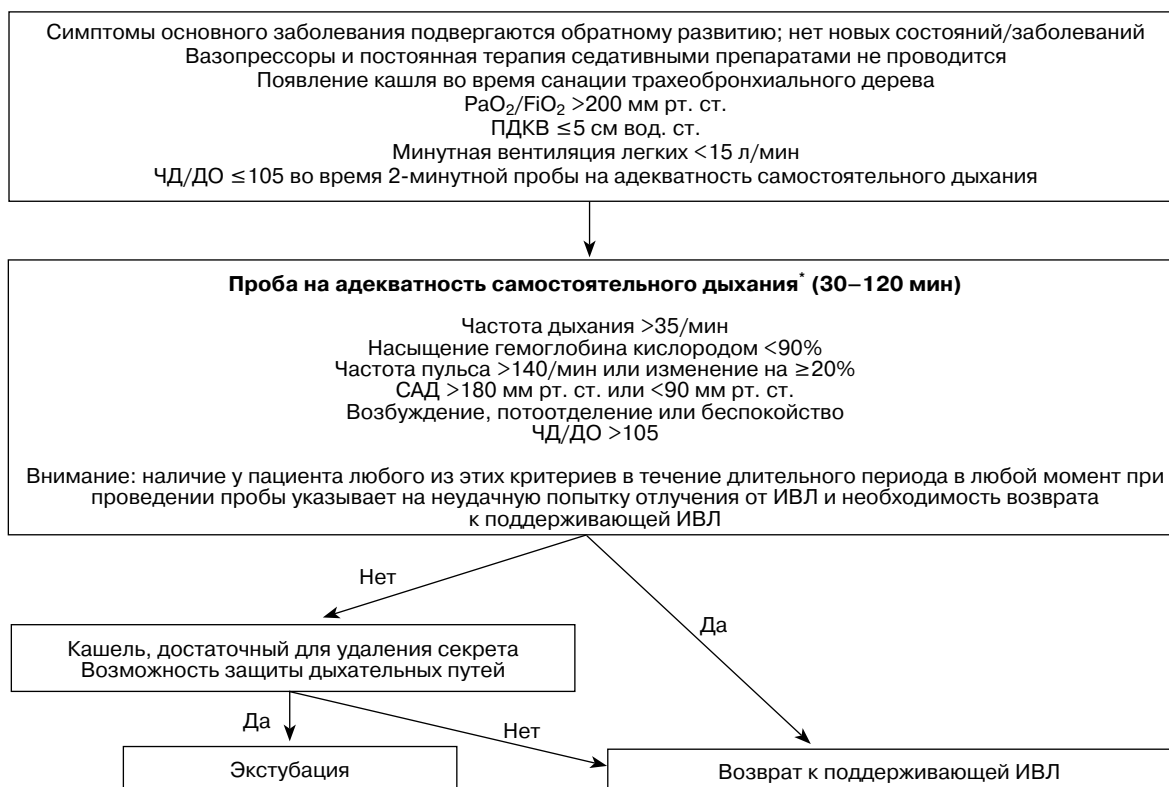 Симптомы основного заболевания подвергаются обратному развитию; нет новых состояний/заболеваний
Вазопрессоры и постоянная терапия седативными препаратами не проводится
Появление кашля во время санации трахеобронхиального дерева
PaO₂/FiO₂ >200 мм рт. ст.
ПДКВ ≤5 см вод. ст.
Минутная вентиляция легких <15 л/мин
ЧД/ДО ≤105 во время 2-минутной пробы на адекватность самостоятельного дыхания
Проба на адекватность самостоятельного дыхания* (30–120 мин)
Частота дыхания >35/мин
Насыщение гемоглобина кислородом <90%
Частота пульса >140/мин или изменение на ≥20%
САД >180 мм рт. ст. или <90 мм рт. ст.
Возбуждение, потоотделение или беспокойство
ЧД/ДО >105
Внимание: наличие у пациента любого из этих критериев в течение длительного периода в любой момент при
проведении пробы указывает на неудачную попытку отлучения от ИВЛ и необходимость возврата
к поддерживающей ИВЛ
Нет
Да
Кашель, достаточный для удаления секрета
Возможность защиты дыхательных путей
Да
Нет
Экстубация
Возврат к поддерживающей ИВЛ